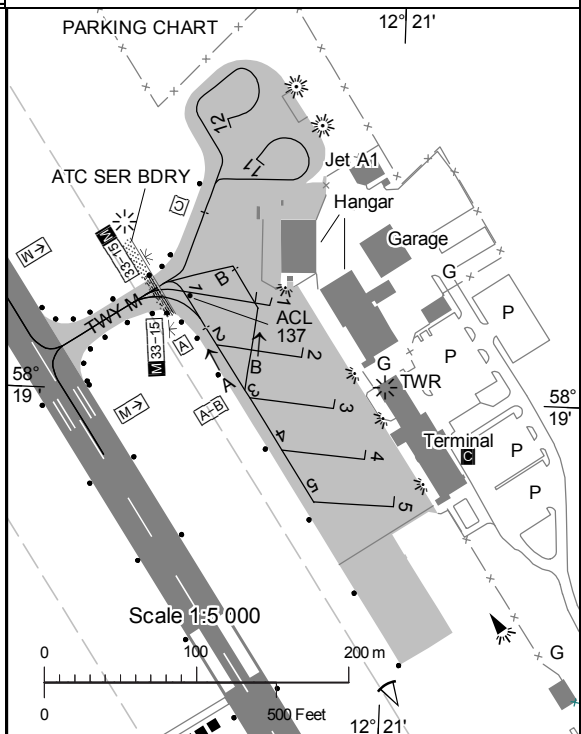 PARKING CHART
12° 21'
12
11
Jet A1
ATC SER BDRY
C
Hangar
33-15 M
Garage
M
G
B
1
1
P
TWY M
ACL
137
M 33-15
A
2
2
B
G
P
58°
19'
A
TWR
M
3
3
58°
19'
A-B
4
4
Terminal
C
P
5
5
P
Scale 1:5 000
0 100 200 m
G
0 500 Feet
12° 21'